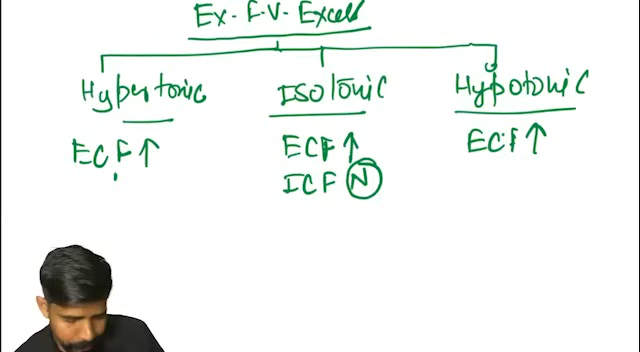 Ex-F.V-Excess
Hypertonic ISOTONIC Hypotonic
ECF↑ ECF↑ ECF↑
ICF N